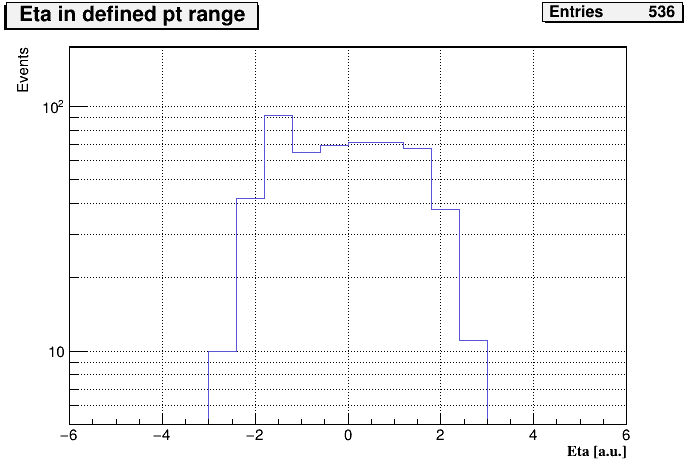 Eta in defined pt range
Entries 536
Events
10²
10
−6 −4 −2 0 2 4 6
Eta [a.u.]